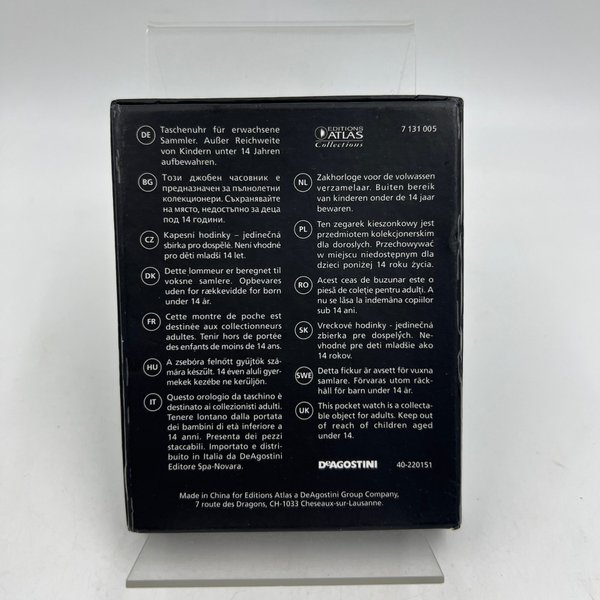 DE
Taschenuhr für erwachsene
Sammler. Außer Reichweite
von Kindern unter 14 Jahren
aufbewahren.
BG
Този джобен часовник е
предназначен за пълнолетни
колекционери. Съхранявайте
на място, недостъпно за деца
под 14 години.
CZ
Kapesní hodinky – jedinečná
sbirka pro dospělé. Není vhodné
pro děti mladší 14 let.
DK
Dette lommeur er beregnet til
voksne samlere. Opbevares
uden for rækkevidde for børn
under 14 år.
FR
Cette montre de poche est
destinée aux collectionneurs
adultes. Tenir hors de portée
des enfants de moins de 14 ans.
HU
A zsebóra felnőtt gyűjtők szá-
mára készült. 14 éven aluli gyer-
mekek kezébe ne kerüljön.
IT
Questo orologio da taschino è
destinato ai collezionisti adulti.
Tenere lontano dalla portata
dei bambini di età inferiore a
14 anni. Presenta dei pezzi
staccabili. Importato e distri-
buito in Italia da DeAgostini
Editore Spa-Novara.
EDITIONS
ATLAS
Collections
7 131 005
NL
Zakhorloge voor de volwassen
verzamelaar. Buiten bereik
van kinderen onder de 14 jaar
bewaren.
PL
Ten zegarek kieszonkowy jest
przedmiotem kolekcjonerskim
dla dorosłych. Przechowywać
w miejscu niedostępnym dla
dzieci poniżej 14 roku życia.
RO
Acest ceas de buzunar este o
piesă de coleție pentru adulți. A
nu se lăsa la îndemâna copiilor
sub 14 ani.
SK
Vreckové hodinky - jedinečná
zbierka pre dospelých. Ne-
vhodné pre deti mladšie ako
14 rokov.
SWE
Detta fickur är avsett för vuxna
samlare. Förvaras utom räck-
håll för barn under 14 år.
UK
This pocket watch is a collecta-
ble object for adults. Keep out
of reach of children aged
under 14.
DEAGOSTINI
40-220151
Made in China for Editions Atlas a DeAgostini Group Company,
7 route des Dragons, CH-1033 Cheseaux-sur-Lausanne.